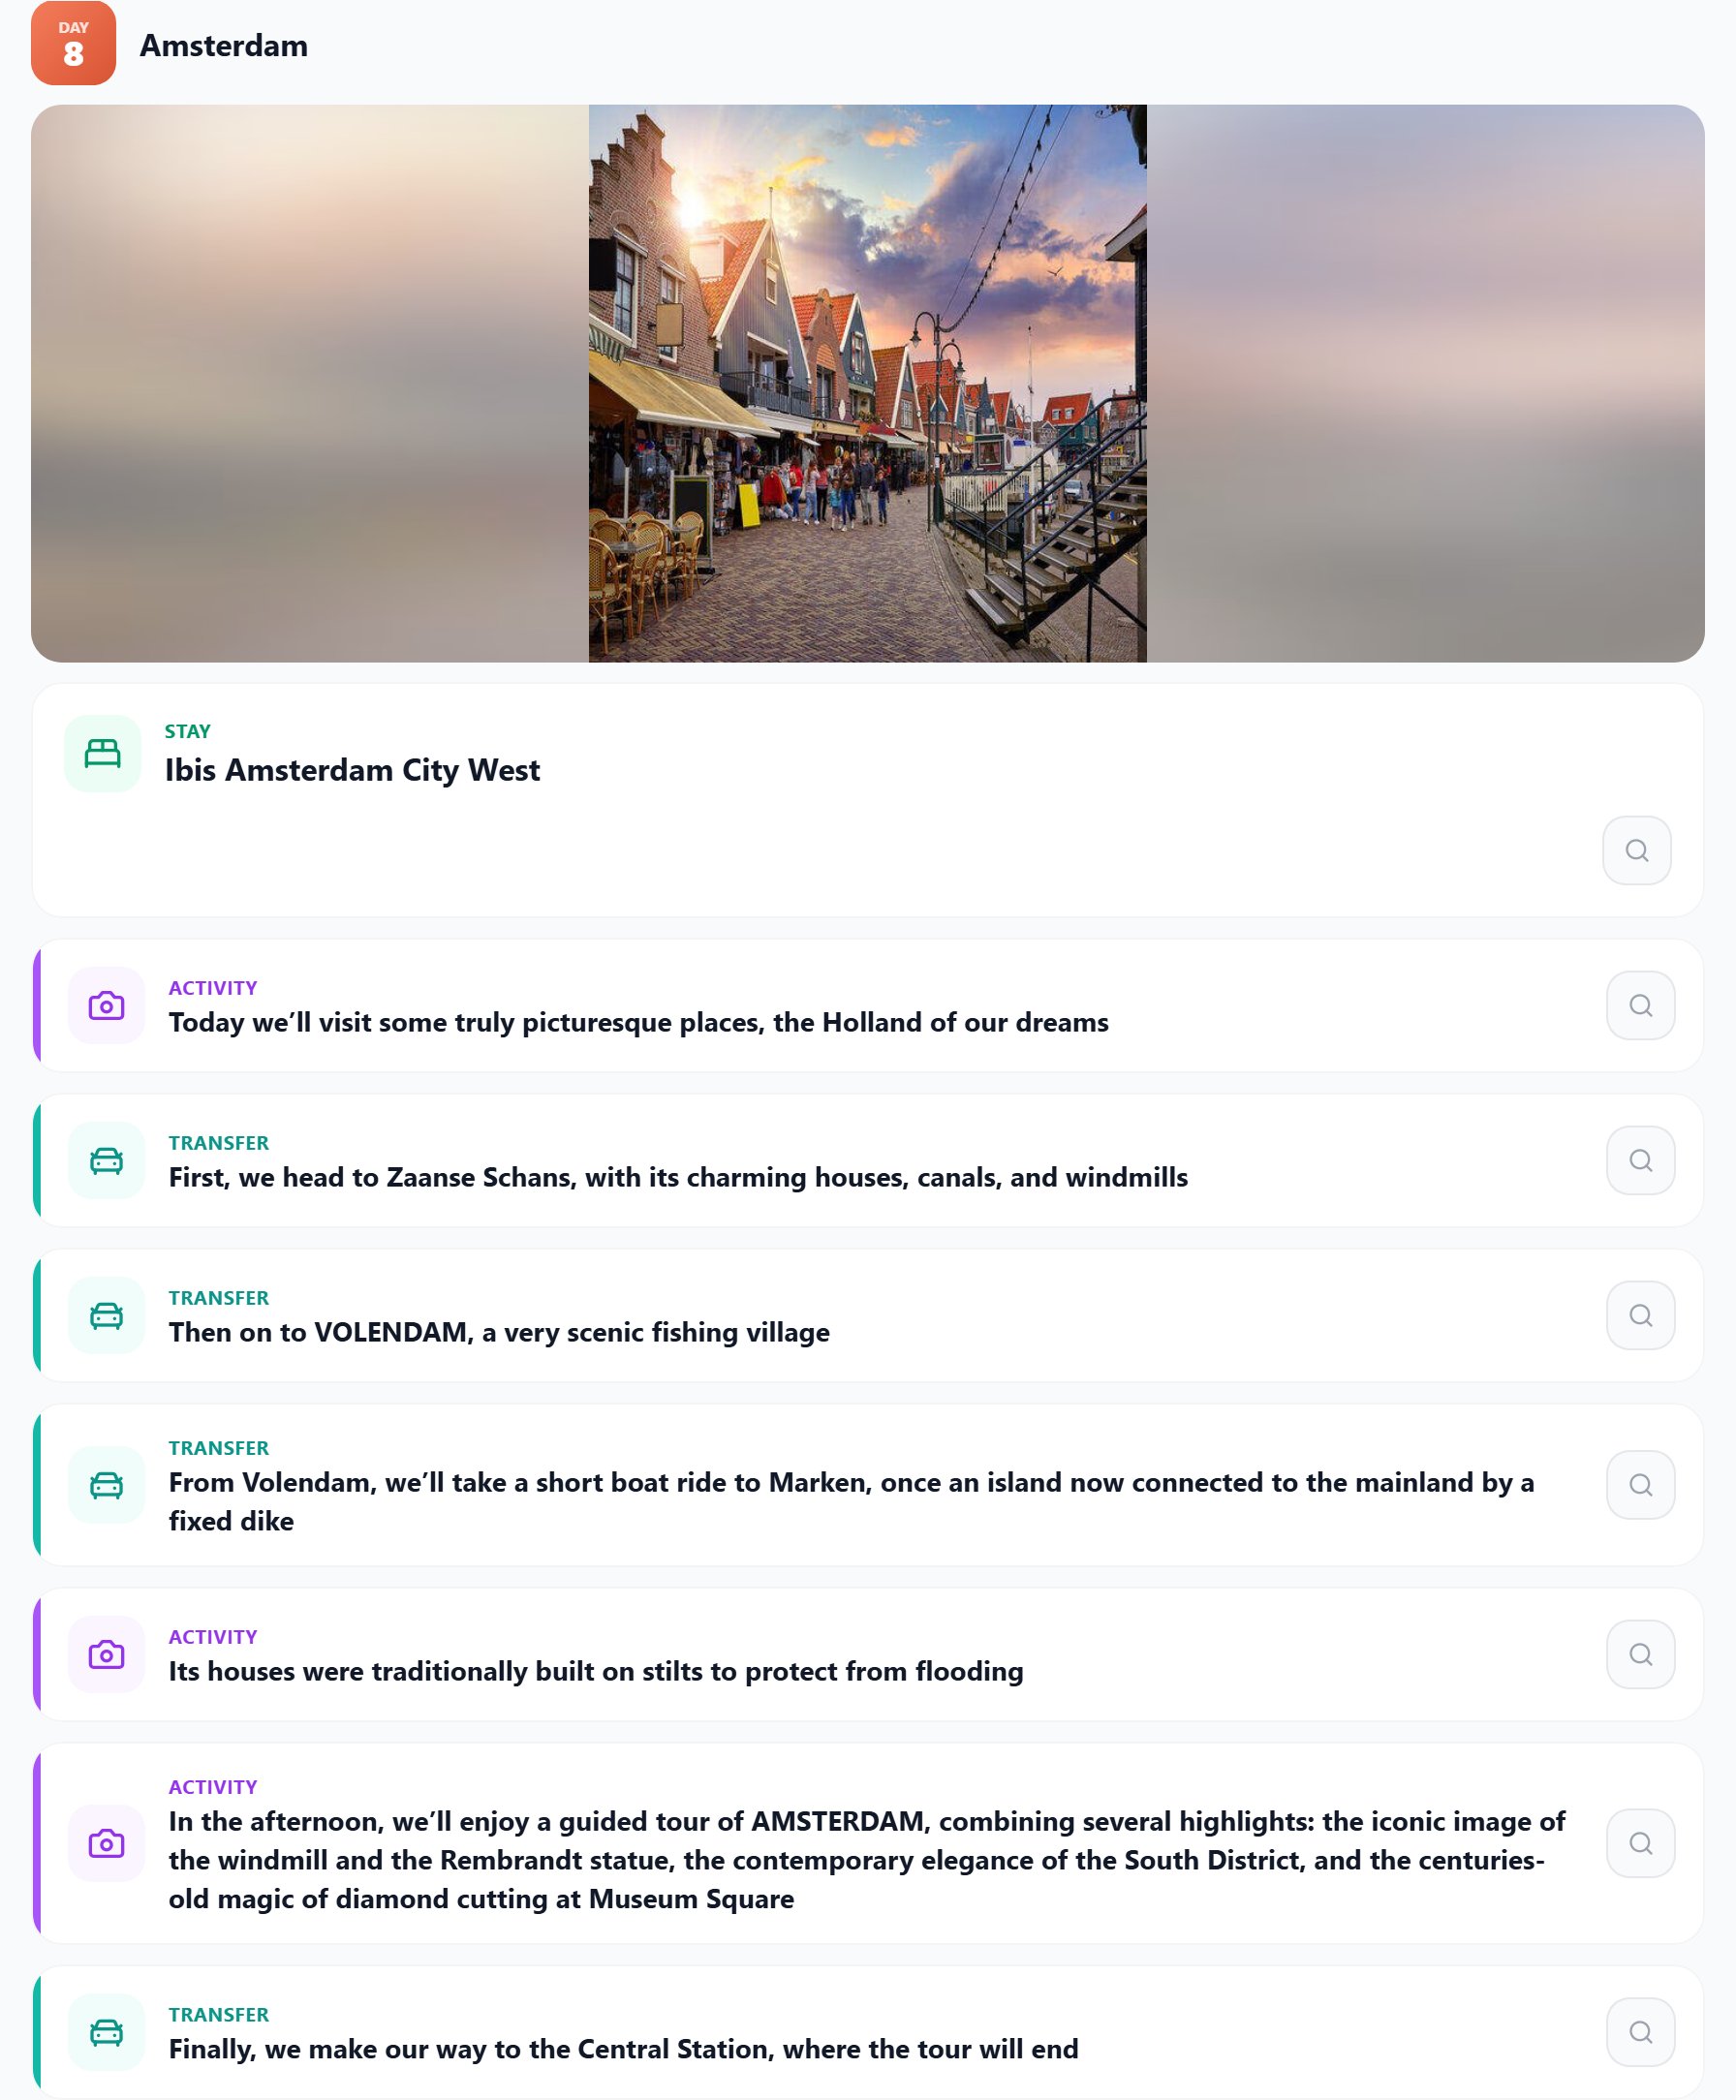 DAY
8
Amsterdam
STAY
Ibis Amsterdam City West
ACTIVITY
Today we’ll visit some truly picturesque places, the Holland of our dreams
TRANSFER
First, we head to Zaanse Schans, with its charming houses, canals, and windmills
TRANSFER
Then on to VOLENDAM, a very scenic fishing village
TRANSFER
From Volendam, we’ll take a short boat ride to Marken, once an island now connected to the mainland by a
fixed dike
ACTIVITY
Its houses were traditionally built on stilts to protect from flooding
ACTIVITY
In the afternoon, we’ll enjoy a guided tour of AMSTERDAM, combining several highlights: the iconic image of
the windmill and the Rembrandt statue, the contemporary elegance of the South District, and the centuries-
old magic of diamond cutting at Museum Square
TRANSFER
Finally, we make our way to the Central Station, where the tour will end